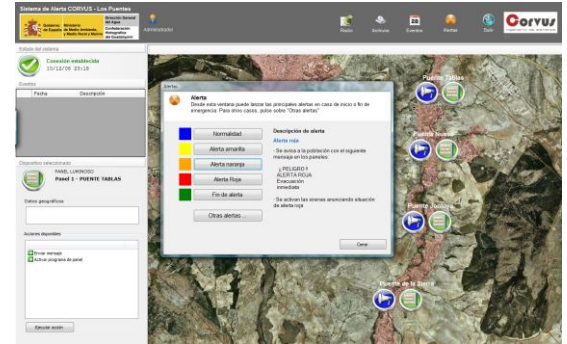 Sistema de Alerta CORVUS - Los Puentes
Gobierno de España
Ministerio de Medio Ambiente, y Medio Rural y Marino
Dirección General del Agua
Confederación Hidrográfica del Guadalquivir
Administrador
Radio
Archivos
Eventos
Alertas
Salir
Corvus
Estado del sistema
Conexión establecida
10/12/08 23:18
Eventos
Fecha
Descripción
Dispositivo seleccionado
PANEL LUMINOSO
Panel 1 - PUENTE TABLAS
Datos geográficos
Acciones disponibles
Enviar mensaje
Activar programa de panel
Ejecutar acción
Alertas
Alerta
Desde esta ventana puede lanzar las principales alertas en caso de inicio o fin de
emergencia. Para otros casos, pulse sobre "Otras alertas"
Normalidad
Alerta amarilla
Alerta naranja
Alerta Roja
Fin de alerta
Otras alertas...
Descripción de alerta
Alerta roja
- Se avisa a la población con el siguiente
mensaje en los paneles:
¡ PELIGRO !
ALERTA ROJA
Evacuación
inmediata
- Se activan las sirenas anunciando situación
de alerta roja
Cerrar
Puente Tablas
Puente Nuevo
Puente
Puente de la Sierra